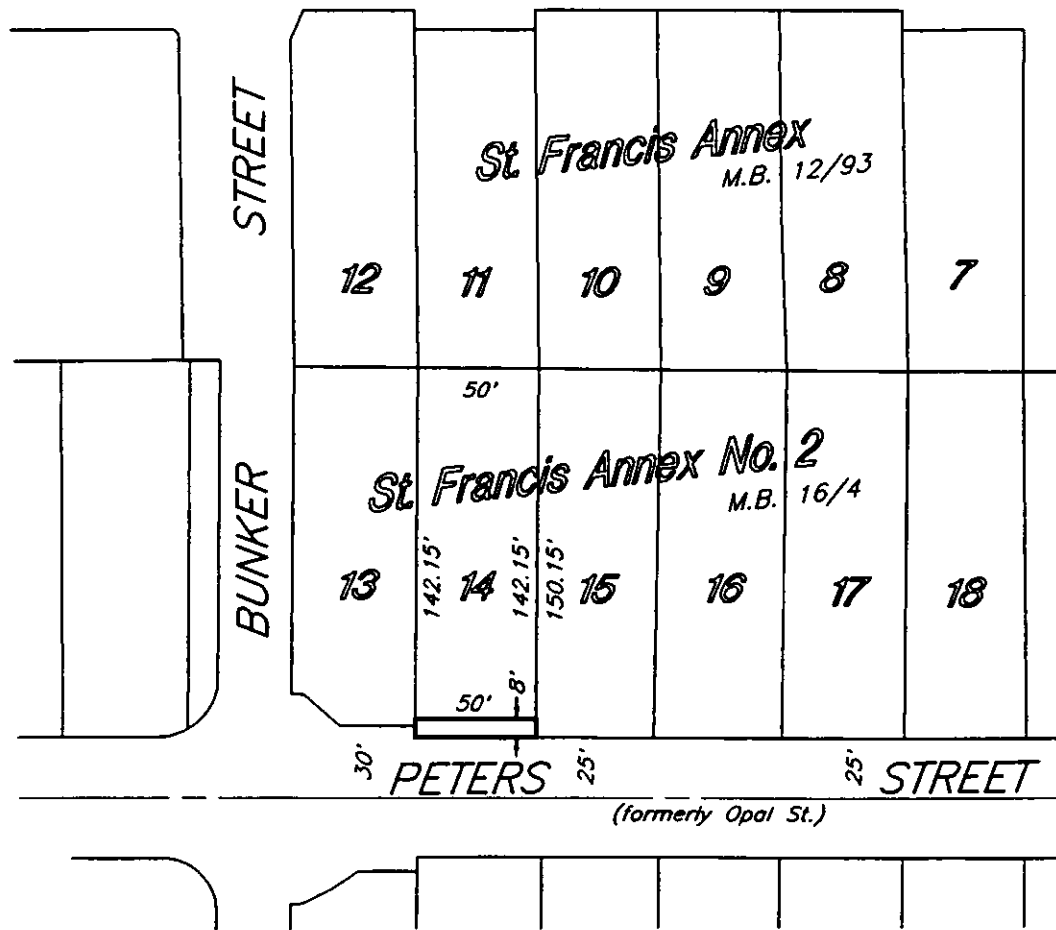 STREET
St. Francis Annex
M.B. 12/93
12 11 10 9 8 7
50'
St. Francis Annex No. 2
M.B. 16/4
BUNKER
13 142.15' 14 142.15' 150.15' 15 16 17 18
50' 8'
30' PETERS 25' 25' STREET
(formerly Opal St.)